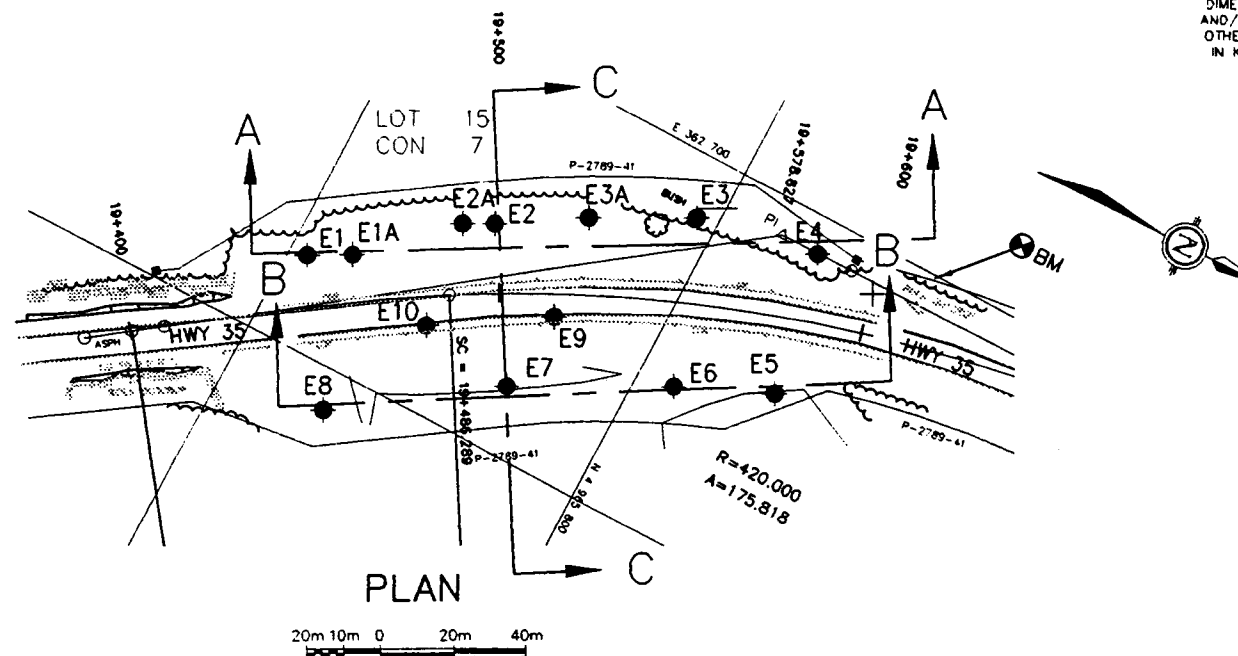 DIME
AND/
OTHE
IN K
19+500
C
A
A
LOT 15
CON 7
E 362 700
19+578.827
19+600
P-2789-41
19+400
E2A
E2
E3A
BUSH
E3
PI
E1
E1A
E4
B
B
BM
N
E10
E9
HWY 35
HWY 35
ASPH
SC = 19+486.289
E7
E6
E5
E8
P-2789-41
P-2789-41
N 4 965 800
R=420.000
A=175.818
C
PLAN
20m 10m 0 20m 40m